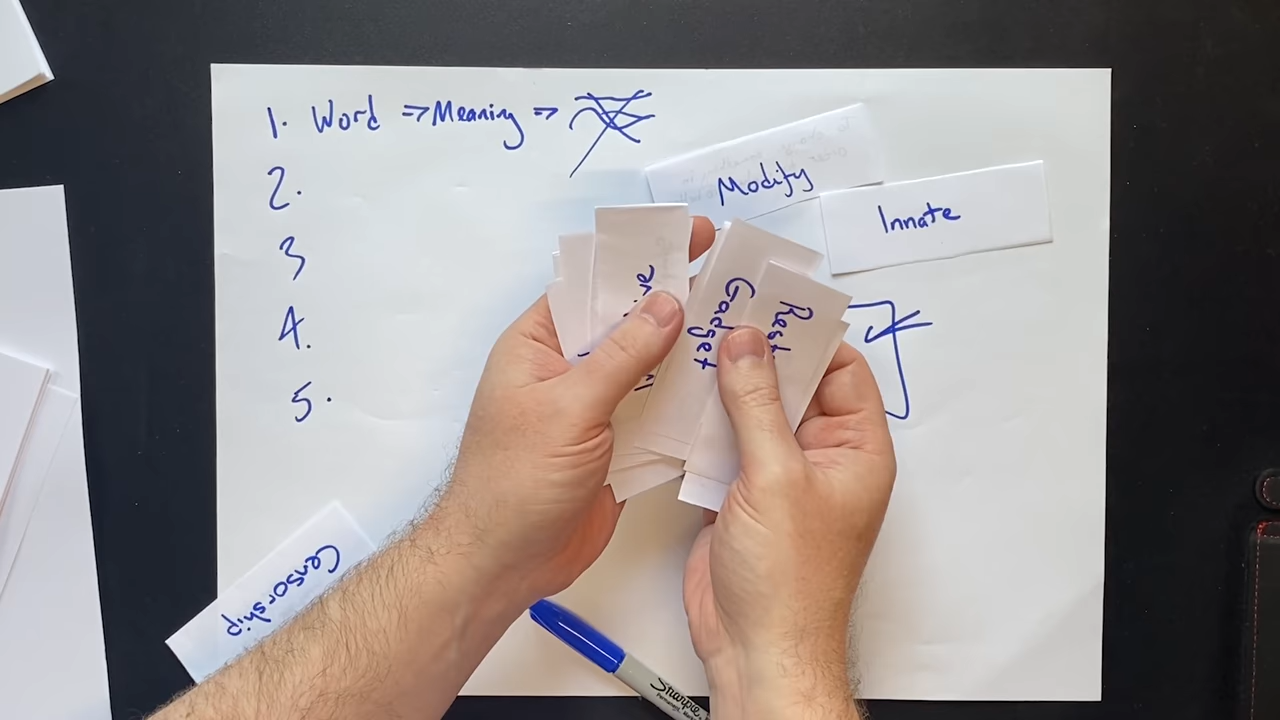 1. Word ⇒ Meaning ⇒
2.
3
4.
5.
Modify
Innate
Gadget
Censorship
Sharpie